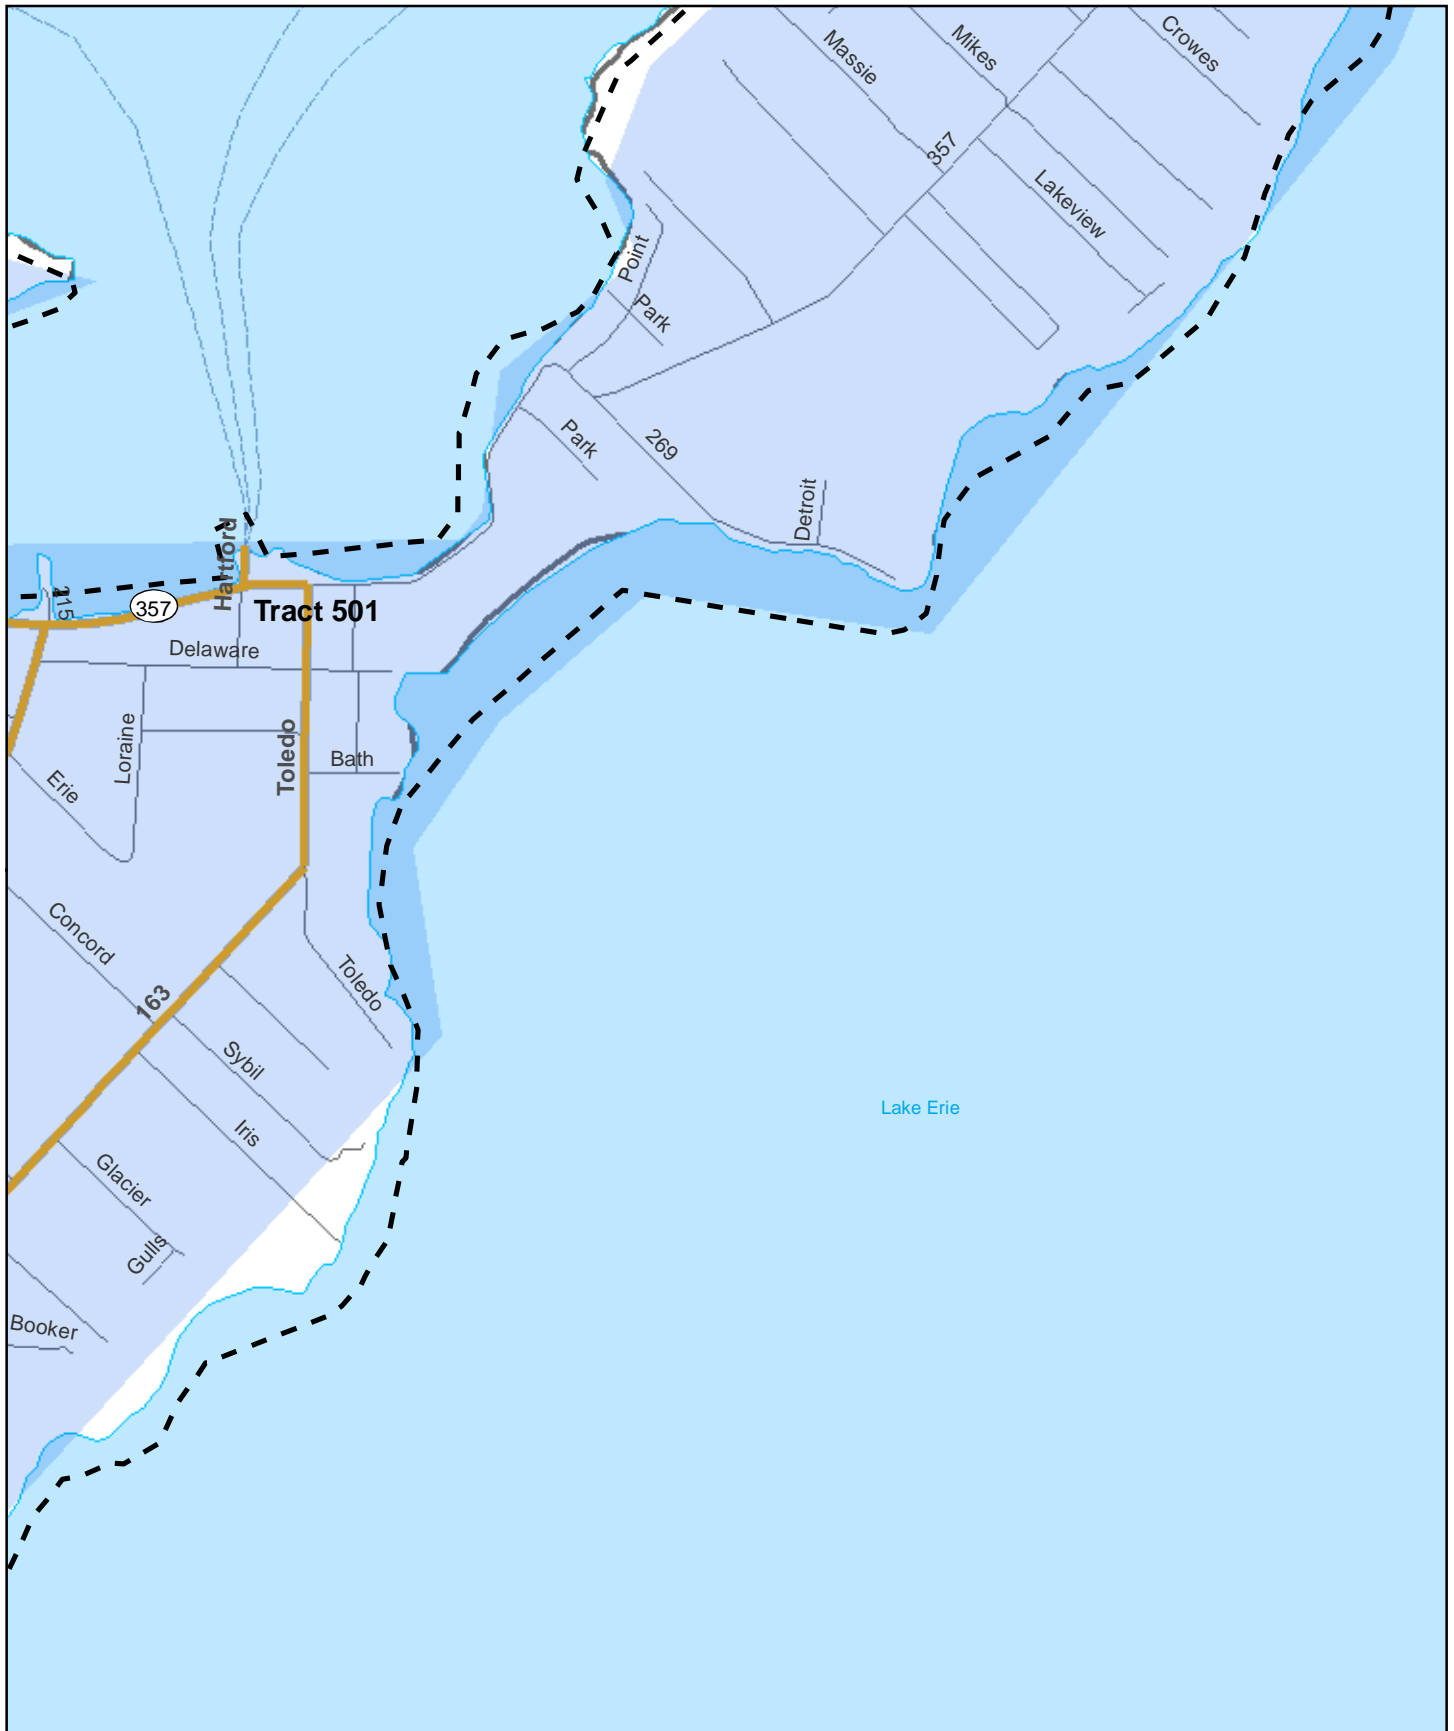 Massie
Mikes
Crowes
357
Lakeview
Point
Park
Park
269
Detroit
Hartford
215
357
Tract 501
Delaware
Loraine
Toledo
Bath
Erie
Concord
163
Toledo
Sybil
Iris
Lake Erie
Glacier
Gulls
Booker